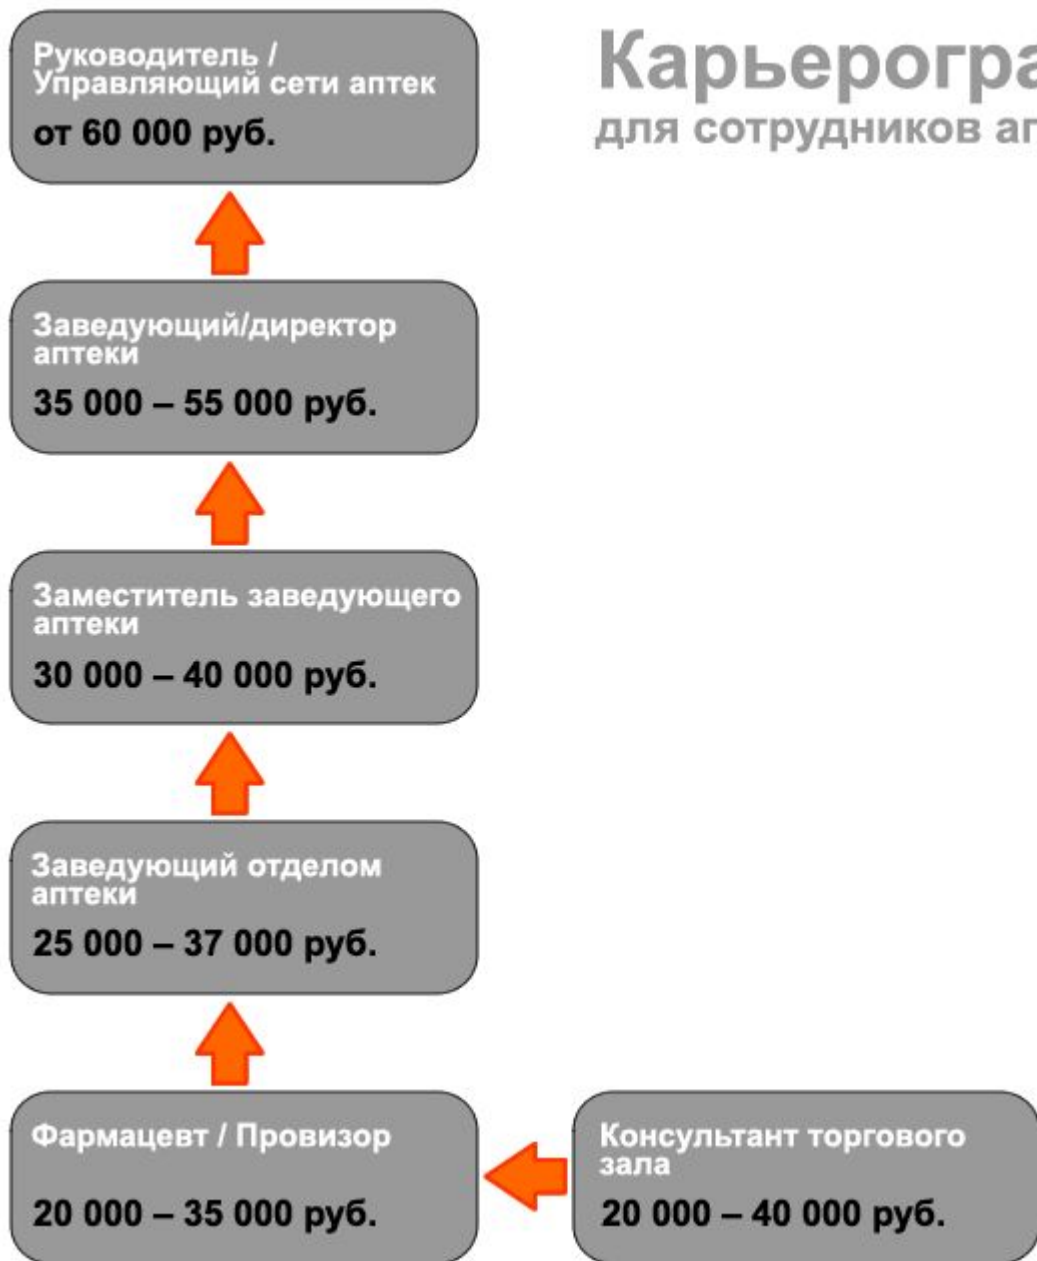 Руководитель /
Управляющий сети аптек
от 60 000 руб.
Карьерогра
для сотрудников ап
Заведующий/директор
аптеки
35 000 – 55 000 руб.
Заместитель заведующего
аптеки
30 000 – 40 000 руб.
Заведующий отделом
аптеки
25 000 – 37 000 руб.
Фармацевт / Провизор
20 000 – 35 000 руб.
Консультант торгового
зала
20 000 – 40 000 руб.